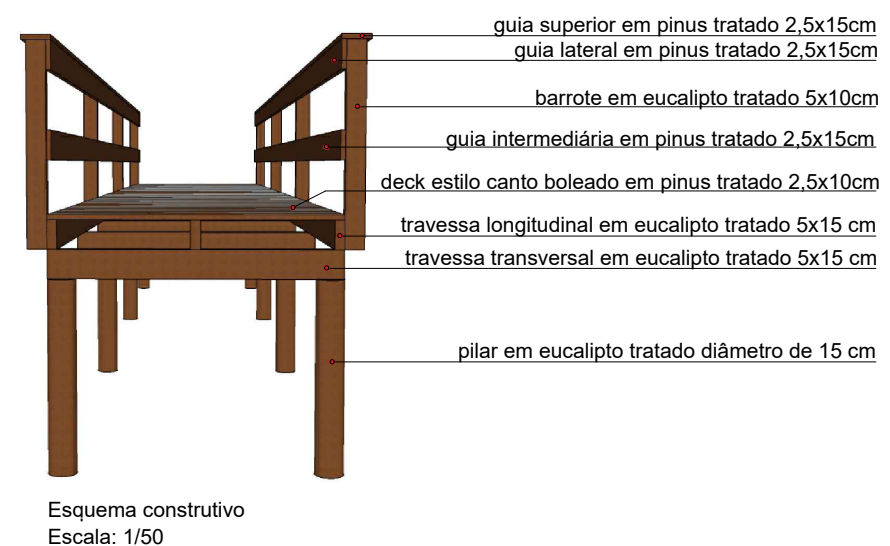 guia superior em pinus tratado 2,5x15cm
guia lateral em pinus tratado 2,5x15cm
barrote em eucalipto tratado 5x10cm
guia intermediária em pinus tratado 2,5x15cm
deck estilo canto boleado em pinus tratado 2,5x10cm
travessa longitudinal em eucalipto tratado 5x15 cm
travessa transversal em eucalipto tratado 5x15 cm
pilar em eucalipto tratado diâmetro de 15 cm
Esquema construtivo
Escala: 1/50